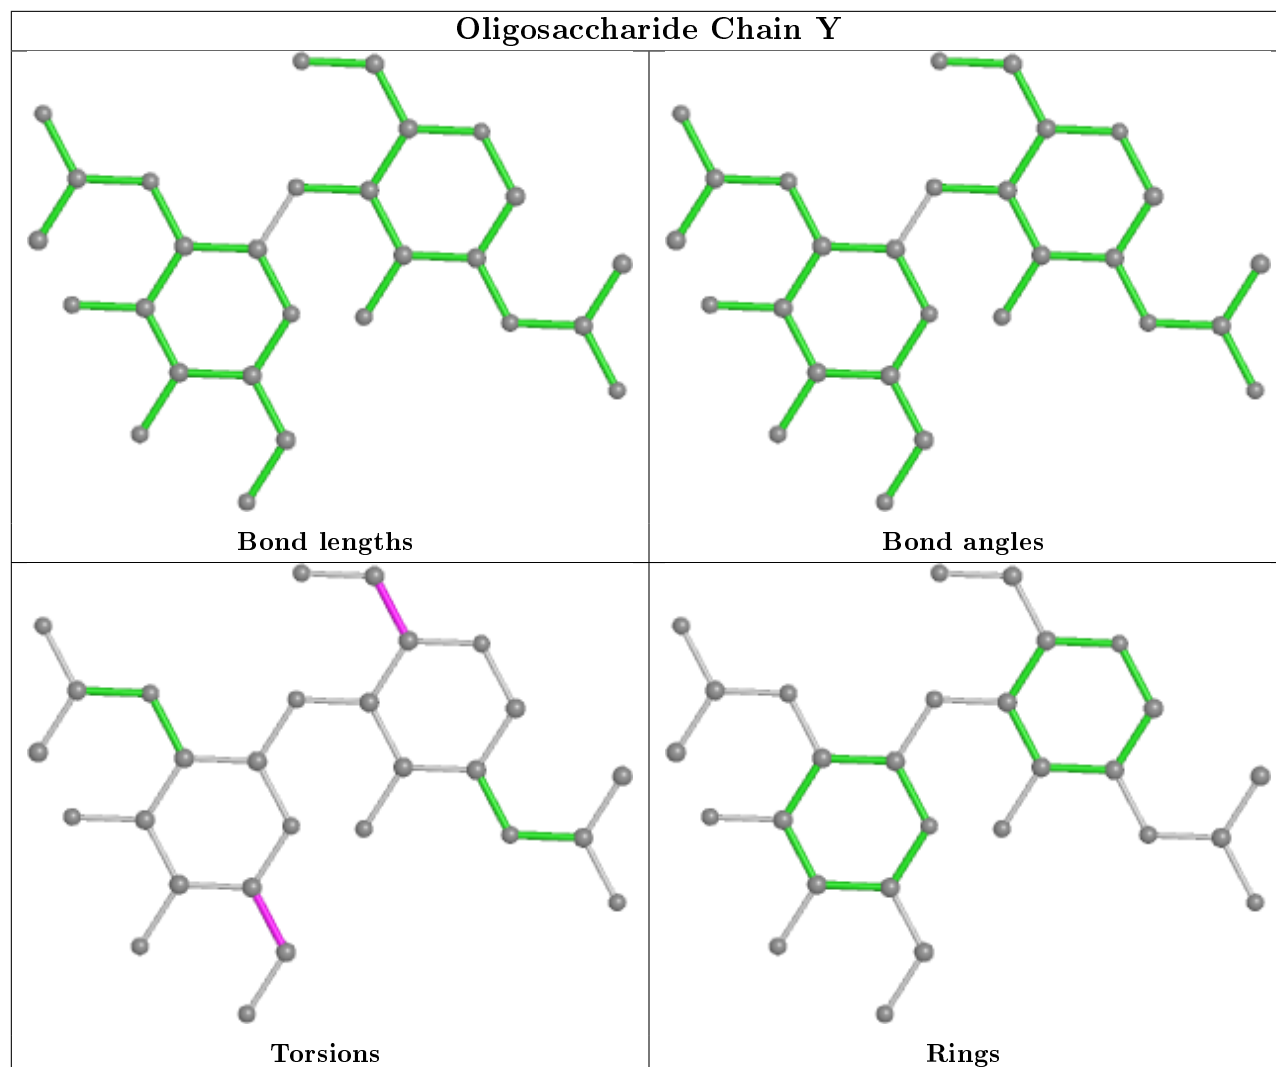 Oligosaccharide Chain Y
Bond lengths
Bond angles
Torsions
Rings